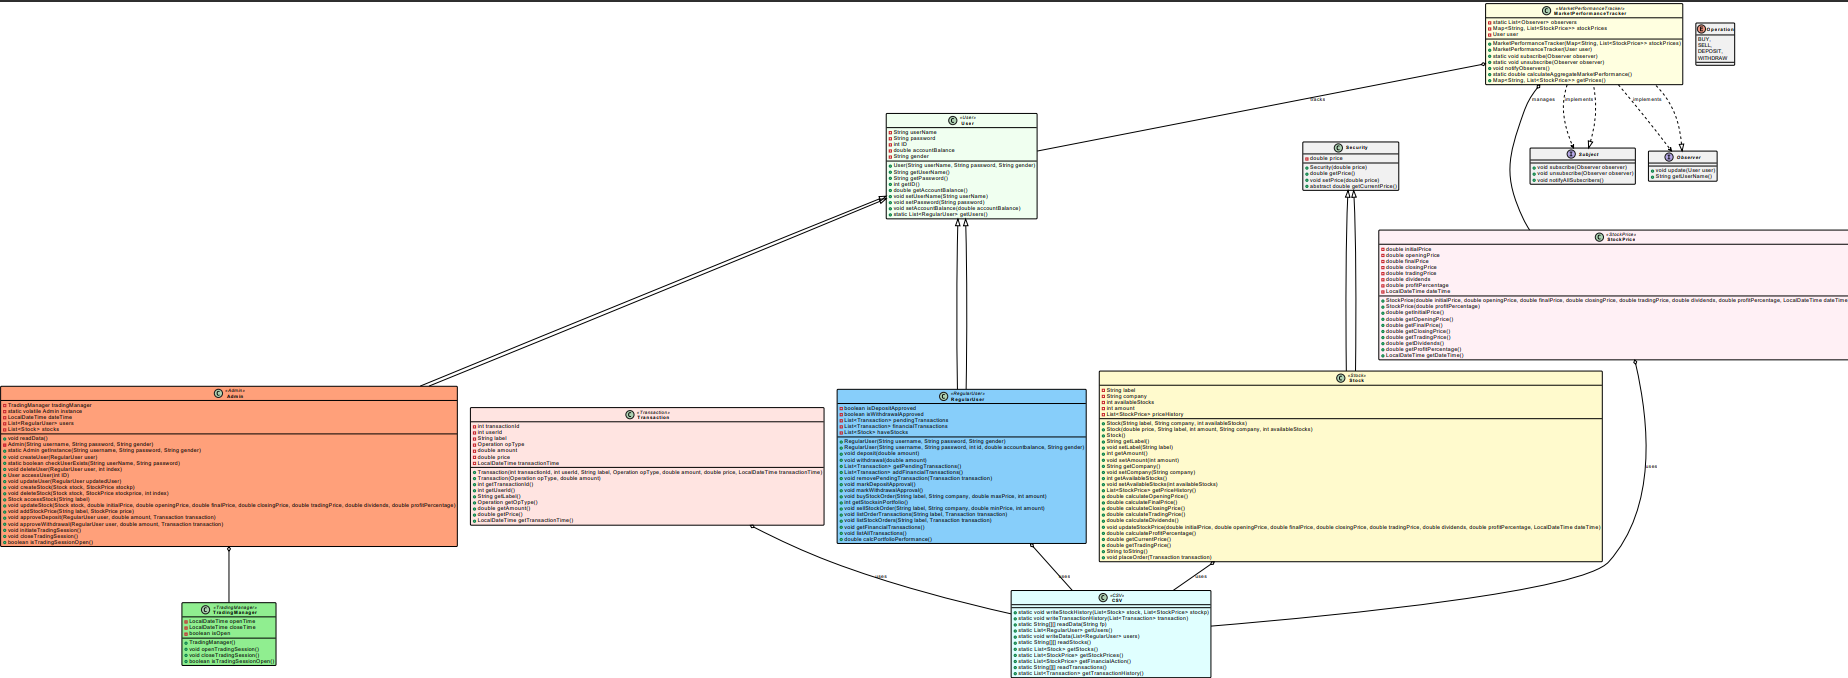 «MarketPerformanceTracker»
C MarketPerformanceTracker
static List<Observer> observers
Map<String, List<StockPrice>> stockPrices
User user
MarketPerformanceTracker(Map<String, List<StockPrice>> stockPrices)
MarketPerformanceTracker(User user)
static void subscribe(Observer observer)
static void unsubscribe(Observer observer)
void notifyObservers()
static double calculateAggregateMarketPerformance()
Map<String, List<StockPrice>> getPrices()
E Operation
BUY,
SELL,
DEPOSIT,
WITHDRAW
tracks
manages
implements
implements
«User»
C User
String userName
String password
int ID
double accountBalance
String gender
User(String userName, String password, String gender)
String getUserName()
String getPassword()
int getID()
double getAccountBalance()
void setUserName(String userName)
void setPassword(String password)
void setAccountBalance(double accountBalance)
static List<RegularUser> getUsers()
C Security
double price
Security(double price)
double getPrice()
void setPrice(double price)
abstract double getCurrentPrice()
I Subject
void subscribe(Observer observer)
void unsubscribe(Observer observer)
void notifyAllSubscribers()
I Observer
void update(User user)
String getUserName()
«StockPrice»
C StockPrice
double initialPrice
double openingPrice
double finalPrice
double closingPrice
double tradingPrice
double dividends
double profitPercentage
LocalDateTime dateTime
StockPrice(double initialPrice, double openingPrice, double finalPrice, double closingPrice, double tradingPrice, double dividends, double profitPercentage, LocalDateTime dateTime
StockPrice(double profitPercentage)
double getInitialPrice()
double getOpeningPrice()
double getFinalPrice()
double getClosingPrice()
double getTradingPrice()
double getDividends()
double getProfitPercentage()
LocalDateTime getDateTime()
«Admin»
C Admin
TradingManager tradingManager
static volatile Admin instance
LocalDateTime dateTime
List<RegularUser> users
List<Stock> stocks
void readData()
Admin(String username, String password, String gender)
static Admin getInstance(String username, String password, String gender)
void createUser(RegularUser user)
static boolean checkUserExists(String userName, String password)
void deleteUser(RegularUser user, int index)
User accessUser(int ID)
void updateUser(RegularUser updatedUser)
void createStock(Stock stock, StockPrice stockp)
void deleteStock(Stock stock, StockPrice stockprice, int index)
Stock accessStock(String label)
void updateStock(Stock stock, double initialPrice, double openingPrice, double finalPrice, double closingPrice, double tradingPrice, double dividends, double profitPercentage)
void addStockPrice(String label, StockPrice price)
void approveDeposit(RegularUser user, double amount, Transaction transaction)
void approveWithdrawal(RegularUser user, double amount, Transaction transaction)
void initiateTradingSession()
void closeTradingSession()
boolean isTradingSessionOpen()
«Transaction»
C Transaction
int transactionId
int userId
String label
Operation opType
double amount
double price
LocalDateTime transactionTime
Transaction(int transactionId, int userId, String label, Operation opType, double amount, double price, LocalDateTime transactionTime)
Transaction(Operation opType, double amount)
int getTransactionId()
int getUserId()
String getLabel()
Operation getOpType()
double getAmount()
double getPrice()
LocalDateTime getTransactionTime()
«RegularUser»
C RegularUser
boolean isDepositApproved
boolean isWithdrawalApproved
List<Transaction> pendingTransactions
List<Transaction> financialTransactions
List<Stock> haveStocks
RegularUser(String username, String password, String gender)
RegularUser(String username, String password, int id, double accountbalance, String gender)
void deposit(double amount)
void withdrawal(double amount)
List<Transaction> getPendingTransactions()
List<Transaction> addFinancialTransactions()
void removePendingTransaction(Transaction transaction)
void markDepositApproval()
void markWithdrawalApproval()
void buyStockOrder(String label, String company, double maxPrice, int amount)
int getStocksinPortfolio()
void sellStockOrder(String label, String company, double minPrice, int amount)
void listOrderTransactions(String label, Transaction transaction)
void listStockOrders(String label, Transaction transaction)
void getFinancialTransactions()
void listAllTransactions()
double calcPortfolioPerformance()
«Stock»
C Stock
String label
String company
int availableStocks
int amount
List<StockPrice> priceHistory
Stock(String label, String company, int availableStocks)
Stock(double price, String label, int amount, String company, int availableStocks)
Stock()
String getLabel()
void setLabel(String label)
int getAmount()
void setAmount(int amount)
String getCompany()
void setCompany(String company)
int getAvailableStocks()
void setAvailableStocks(int availableStocks)
List<StockPrice> getPriceHistory()
double calculateOpeningPrice()
double calculateFinalPrice()
double calculateClosingPrice()
double calculateTradingPrice()
double calculateDividends()
void updateStockPrice(double initialPrice, double openingPrice, double finalPrice, double closingPrice, double tradingPrice, double dividends, double profitPercentage, LocalDateTime dateTime)
double calculateProfitPercentage()
double getCurrentPrice()
double getTradingPrice()
String toString()
void placeOrder(Transaction transaction)
uses
uses
uses
uses
«TradingManager»
C TradingManager
LocalDateTime openTime
LocalDateTime closeTime
boolean isOpen
TradingManager()
void openTradingSession()
void closeTradingSession()
boolean isTradingSessionOpen()
«CSV»
C CSV
static void writeStockHistory(List<Stock> stock, List<StockPrice> stockp)
static void writeTransactionHistory(List<Transaction> transaction)
static String[][] readData(String fp)
static List<RegularUser> getUsers()
static void writeData(List<RegularUser> users)
static String[][] readStocks()
static List<Stock> getStocks()
static List<StockPrice> getStockPrices()
static List<StockPrice> getFinancialAction()
static String[][] readTransactions()
static List<Transaction> getTransactionHistory()